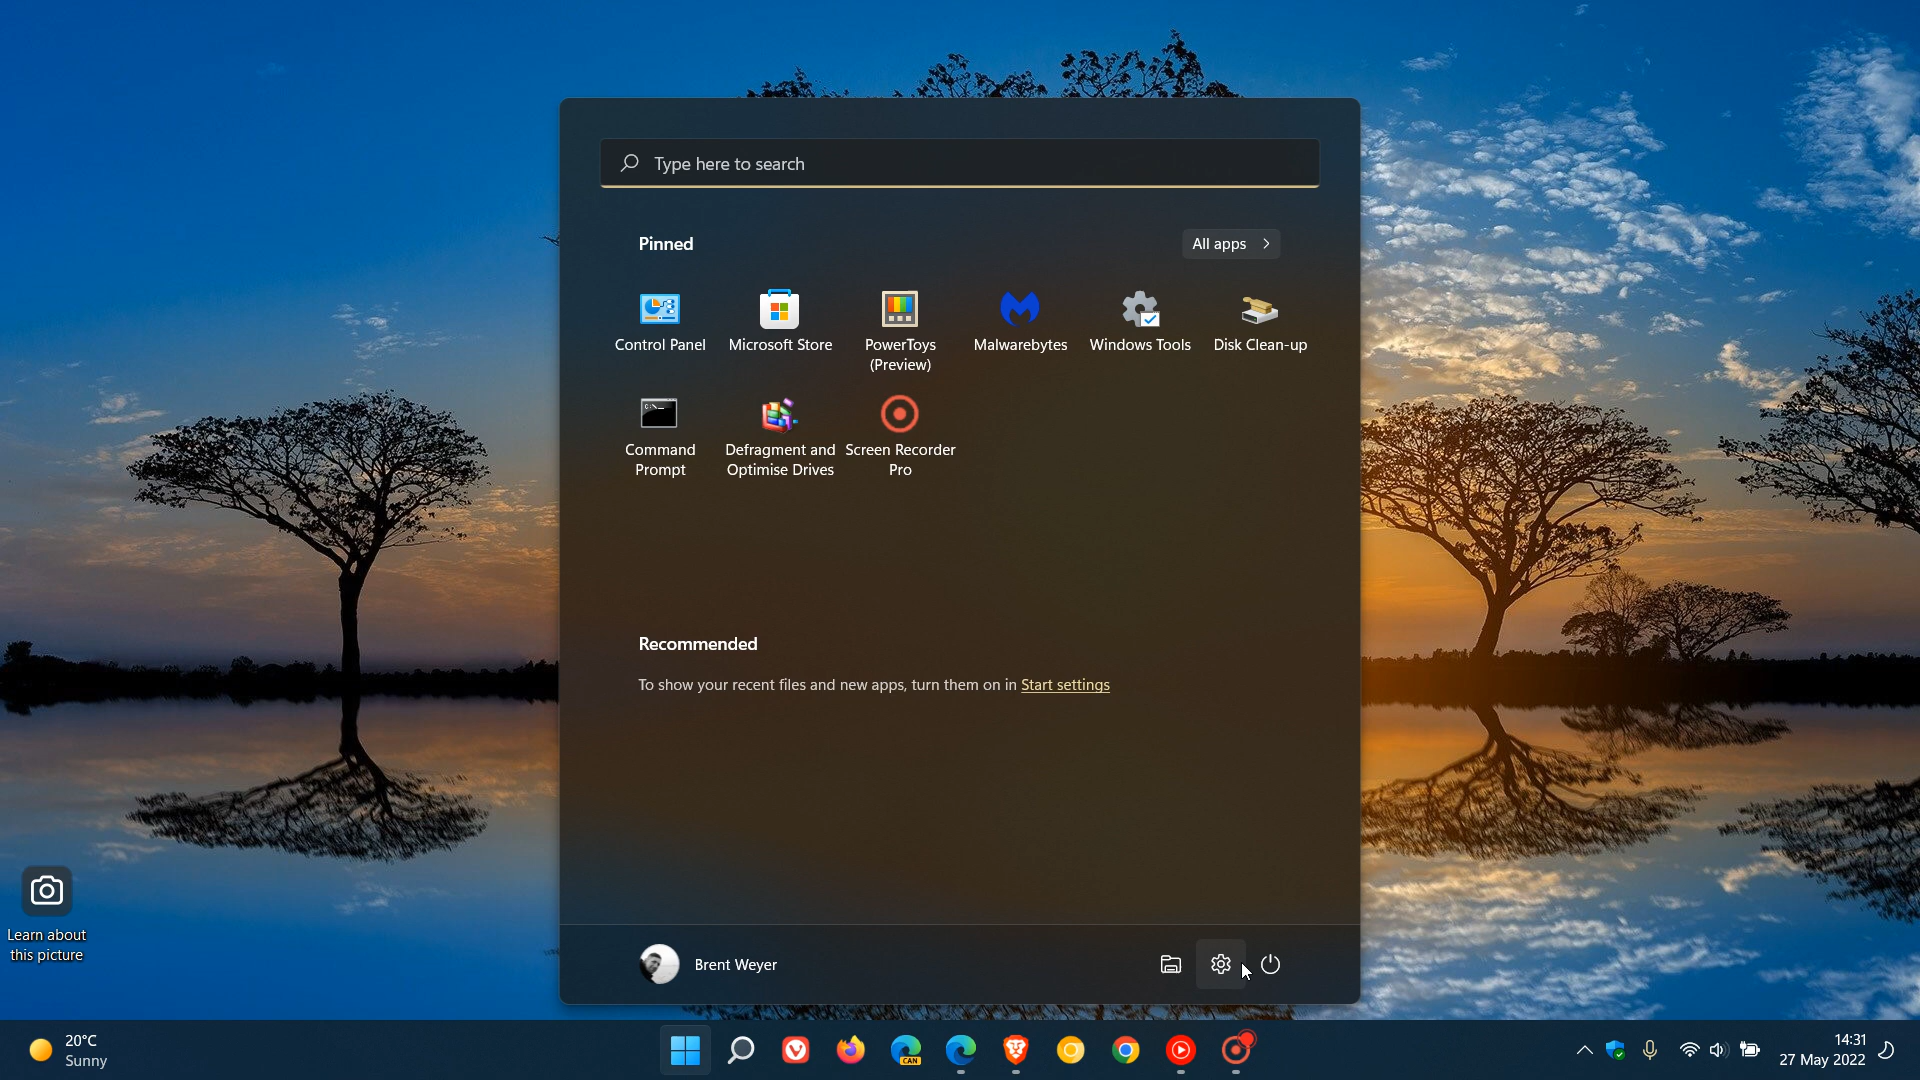 Type here to search
Pinned
All apps
Control Panel
Microsoft Store
PowerToys
(Preview)
Malwarebytes
Windows Tools
Disk Clean-up
Command
Prompt
Defragment and
Optimise Drives
Screen Recorder
Pro
Recommended
To show your recent files and new apps, turn them on in Start settings
Learn about
this picture
Brent Weyer
20°C
Sunny
CAN
14:31
27 May 2022